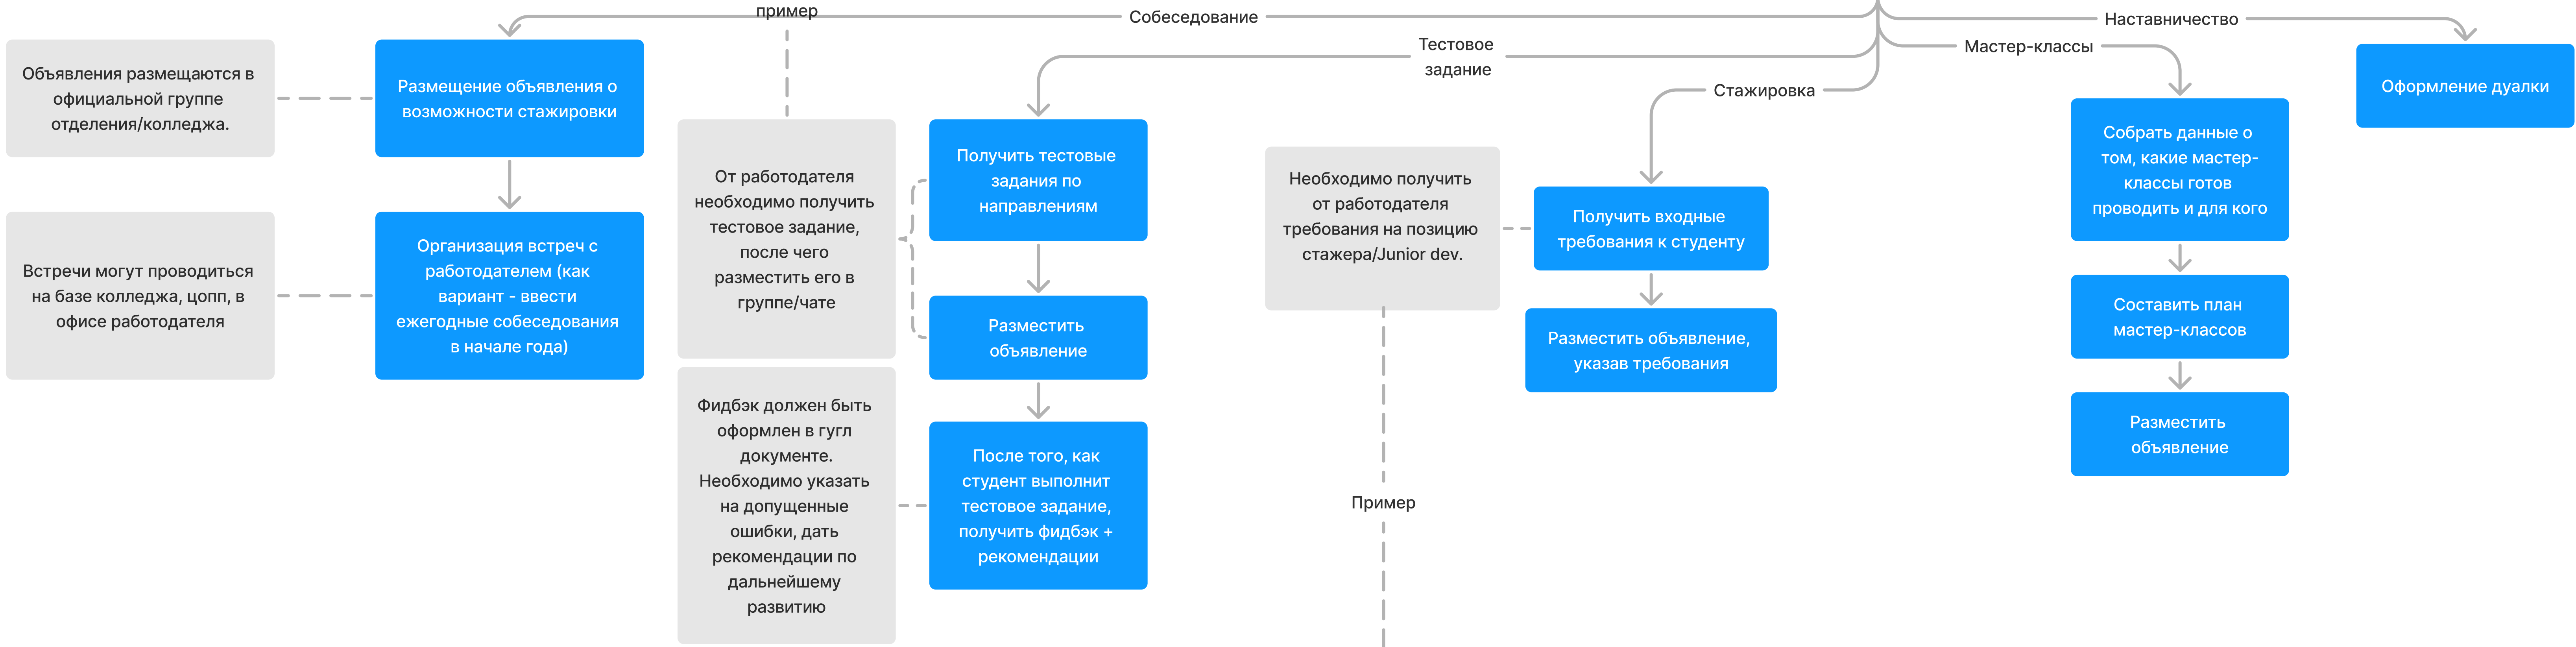 пример
Собеседование
Тестовое
задание
Стажировка
Мастер-классы
Наставничество
Объявления размещаются в
официальной группе
отделения/колледжа.
Размещение объявления о
возможности стажировки
Встречи могут проводиться
на базе колледжа, цопп, в
офисе работодателя
Организация встреч с
работодателем (как
вариант - ввести
ежегодные собеседования
в начале года)
От работодателя
необходимо получить
тестовое задание,
после чего
разместить его в
группе/чате
Получить тестовые
задания по
направлениям
Разместить
объявление
Фидбэк должен быть
оформлен в гугл
документе.
Необходимо указать
на допущенные
ошибки, дать
рекомендации по
дальнейшему
развитию
После того, как
студент выполнит
тестовое задание,
получить фидбэк +
рекомендации
Необходимо получить
от работодателя
требования на позицию
стажера/Junior dev.
Пример
Получить входные
требования к студенту
Разместить объявление,
указав требования
Собрать данные о
том, какие мастер-
классы готов
проводить и для кого
Составить план
мастер-классов
Разместить
объявление
Оформление дуалки